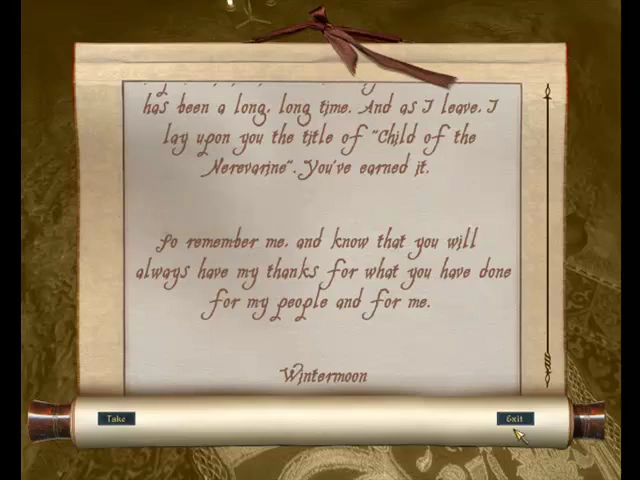 has been a long, long time. And as I leave, I
lay upon you the title of "Child of the
Nerevarine". You've earned it.
So remember me, and know that you will
always have my thanks for what you have done
for my people and for me.
Wintermoon
Take
Exit